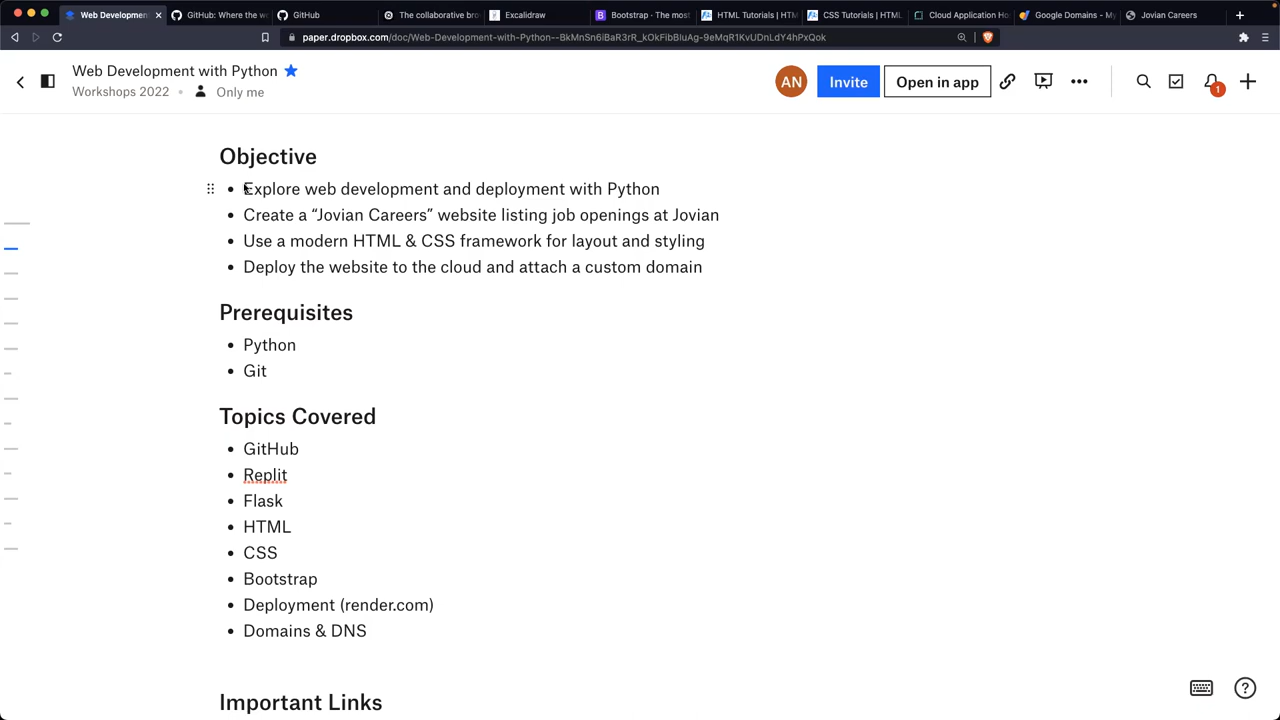 Web Developmen
GitHub: Where the w
GitHub
The collaborative bro
Excalidraw
Bootstrap · The most
HTML Tutorials | HTM
CSS Tutorials | HTML
Cloud Application Ho
Google Domains - My
Jovian Careers
paper.dropbox.com/doc/Web-Development-with-Python--BkMnSn6iBaR3rR_kOkFibBIuAg-9eMqR1KvUDnLdY4hPxQok
Web Development with Python
Workshops 2022 • Only me
AN
Invite
Open in app
1
Objective
• Explore web development and deployment with Python
• Create a “Jovian Careers” website listing job openings at Jovian
• Use a modern HTML & CSS framework for layout and styling
• Deploy the website to the cloud and attach a custom domain
Prerequisites
• Python
• Git
Topics Covered
• GitHub
• Replit
• Flask
• HTML
• CSS
• Bootstrap
• Deployment (render.com)
• Domains & DNS
Important Links